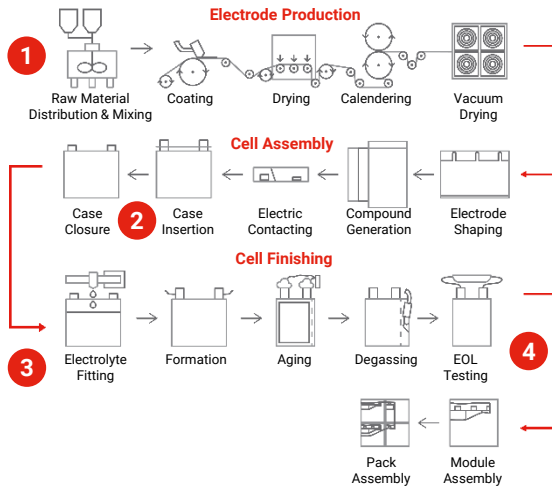 Electrode Production
1
Raw Material
Distribution & Mixing
Coating
Drying
Calendering
Vacuum
Drying
Cell Assembly
Case
Closure
2
Case
Insertion
Electric
Contacting
Compound
Generation
Electrode
Shaping
Cell Finishing
3
Electrolyte
Fitting
Formation
Aging
Degassing
EOL
Testing
4
Pack
Assembly
Module
Assembly